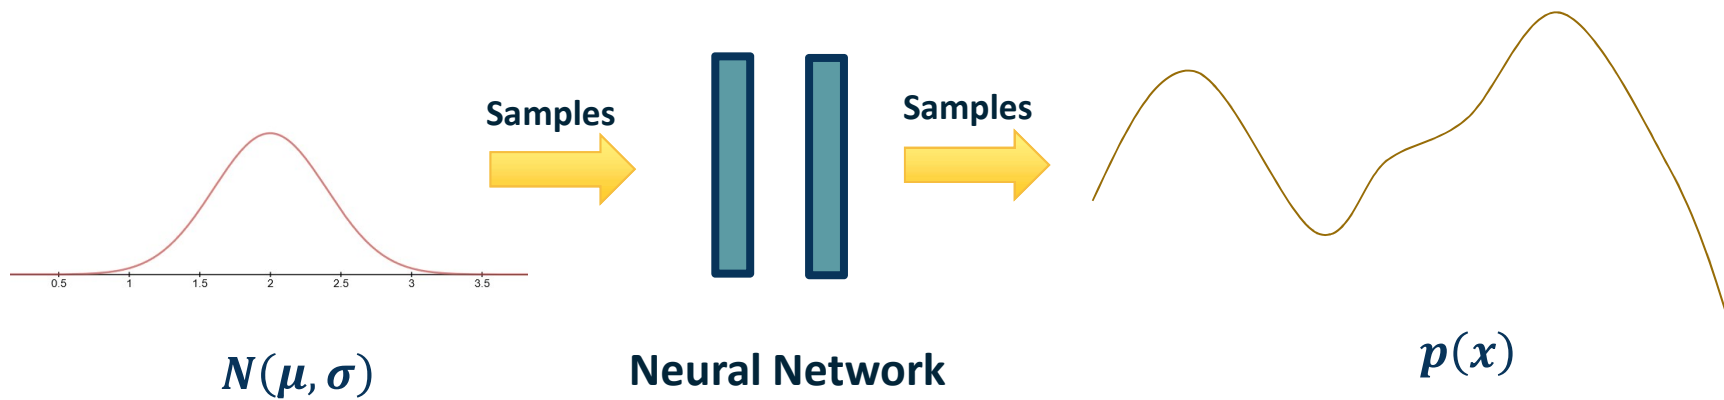 Samples
Samples
0.5 1 1.5 2 2.5 3 3.5
N(μ, σ)
Neural Network
p(x)